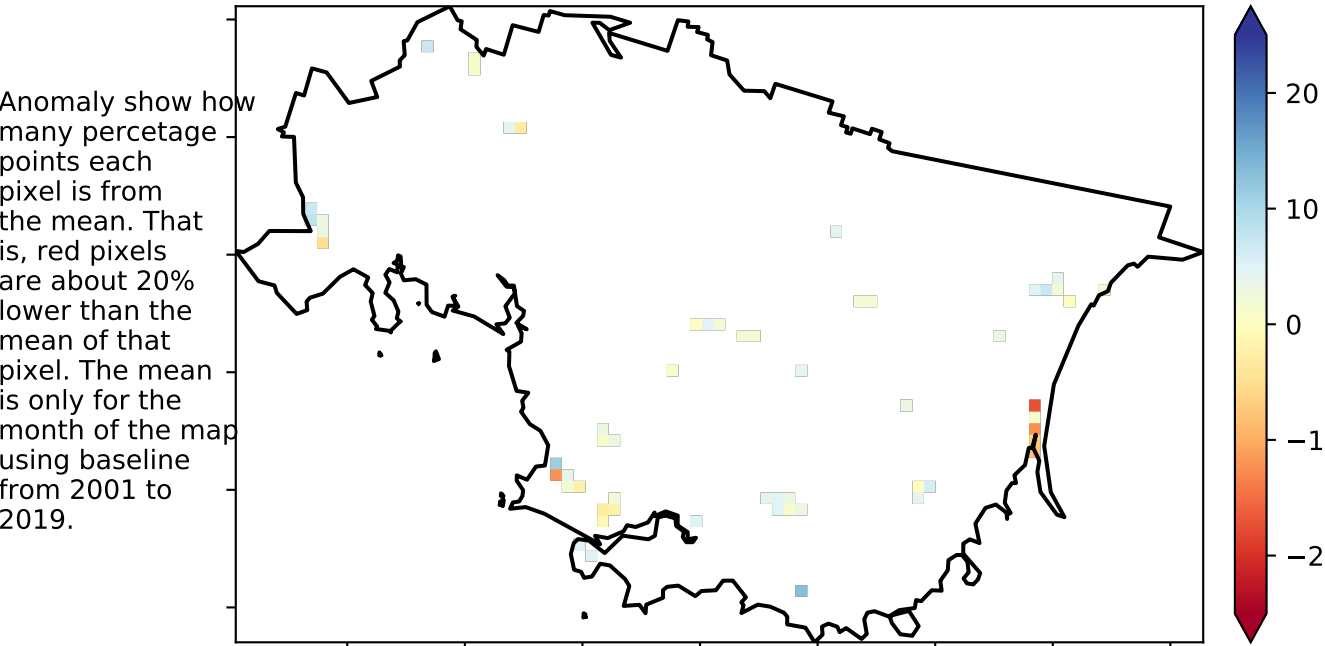 Anomaly show how
many percetage
points each
pixel is from
the mean. That
is, red pixels
are about 20%
lower than the
mean of that
pixel. The mean
is only for the
month of the map
using baseline
from 2001 to
2019.
20
10
0
−1
−2